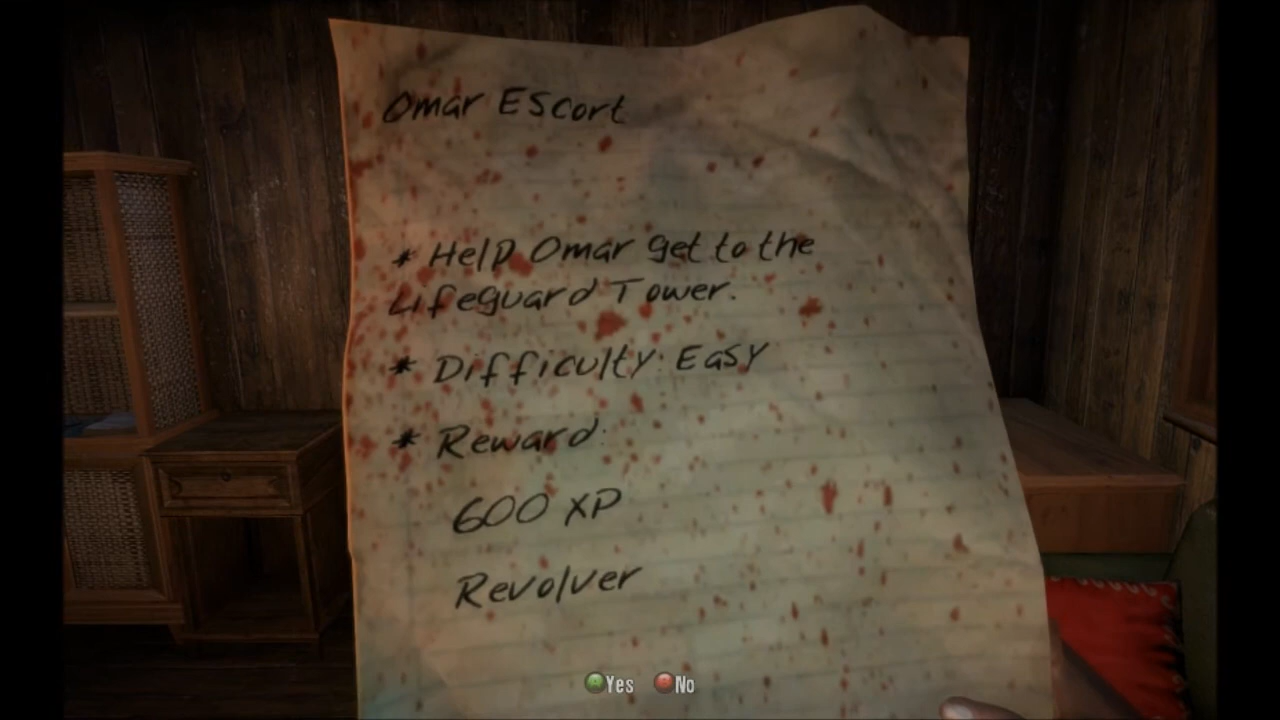 Omar Escort
* Help Omar get to the
Lifeguard Tower.
* Difficulty: Easy
* Reward:
600 XP
Revolver
Yes No